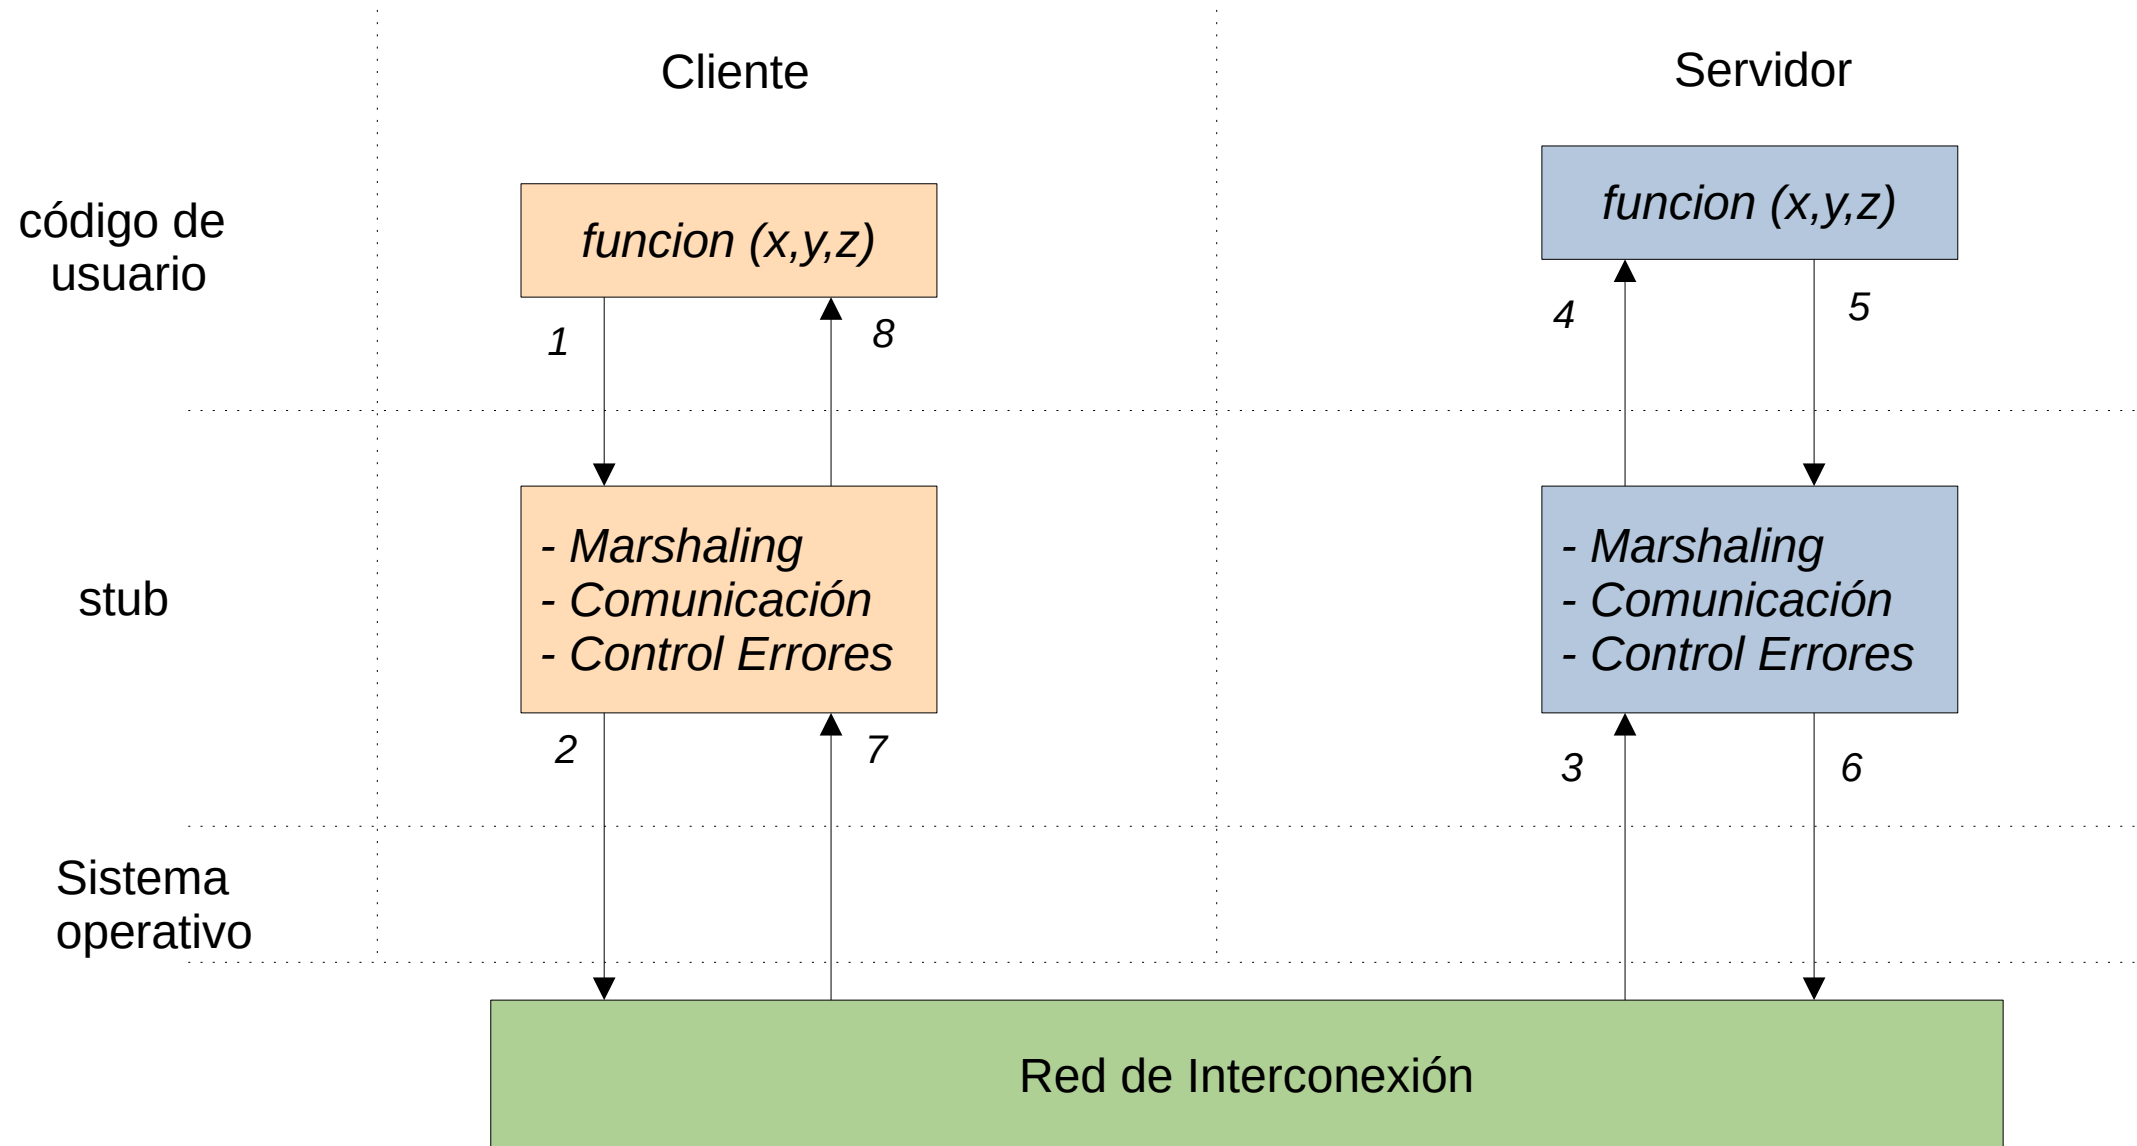 Cliente
Servidor
código de
usuario
funcion (x,y,z)
funcion (x,y,z)
1
8
4
5
stub
- Marshaling
- Comunicación
- Control Errores
- Marshaling
- Comunicación
- Control Errores
2
7
3
6
Sistema
operativo
Red de Interconexión